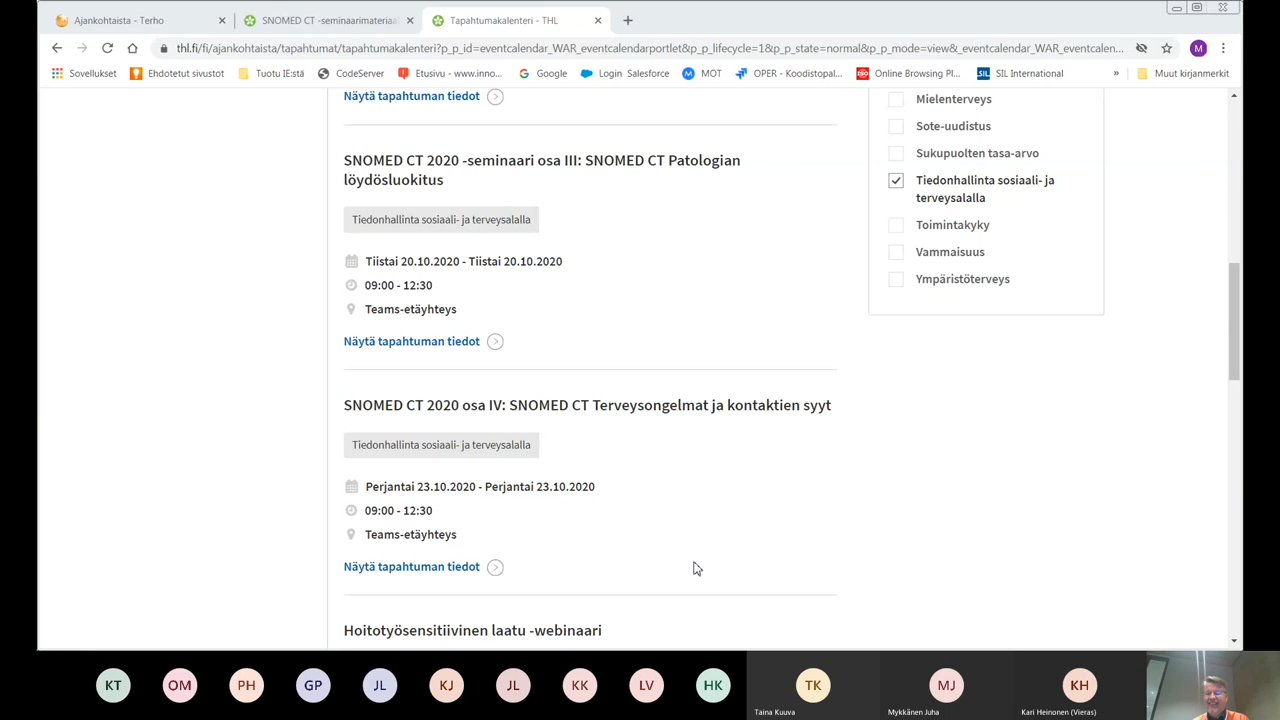 Ajankohtaista - Terho
SNOMED CT -seminaarimateriaa
Tapahtumakalenteri - THL
thl.fi/fi/ajankohtaista/tapahtumat/tapahtumakalenteri?p_p_id=eventcalendar_WAR_eventcalendarportlet&p_p_lifecycle=1&p_p_state=normal&p_p_mode=view&_eventcalendar_WAR_eventcalen...
M
Sovellukset
Ehdotetut sivustot
Tuotu IE:stä
CodeServer
Etusivu - www.inno...
Google
Login Salesforce
MOT
OPER - Koodistopal...
ISO Online Browsing Pl...
SIL SIL International
»
Muut kirjanmerkit
Näytä tapahtuman tiedot
SNOMED CT 2020 -seminaari osa III: SNOMED CT Patologian
löydösluokitus
Tiedonhallinta sosiaali- ja terveysalalla
Tiistai 20.10.2020 - Tiistai 20.10.2020
09:00 - 12:30
Teams-etäyhteys
Näytä tapahtuman tiedot
SNOMED CT 2020 osa IV: SNOMED CT Terveysongelmat ja kontaktien syyt
Tiedonhallinta sosiaali- ja terveysalalla
Perjantai 23.10.2020 - Perjantai 23.10.2020
09:00 - 12:30
Teams-etäyhteys
Näytä tapahtuman tiedot
Hoitotyösensitiivinen laatu -webinaari
Mielenterveys
Sote-uudistus
Sukupuolten tasa-arvo
Tiedonhallinta sosiaali- ja
terveysalalla
Toimintakyky
Vammaisuus
Ympäristöterveys
KT
OM
PH
GP
JL
KJ
JL
KK
LV
HK
TK
Taina Kuuva
MJ
Mykkänen Juha
KH
Kari Heinonen (Vieras)